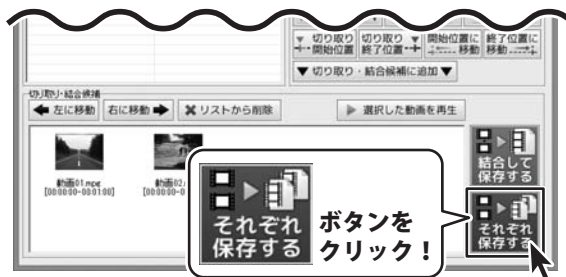 切り取り 開始位置
切り取り 終了位置
開始位置に 移動
終了位置に 移動
▼ 切り取り・結合候補に追加 ▼
切り取り・結合候補
左に移動
右に移動
リストから削除
選択した動画を再生
動画01.mpe
[00:00:00-00:01:00]
動画02.
[00:00:00-0
結合して
保存する
それぞれ
保存する
ボタンを
クリック!
それぞれ
保存する